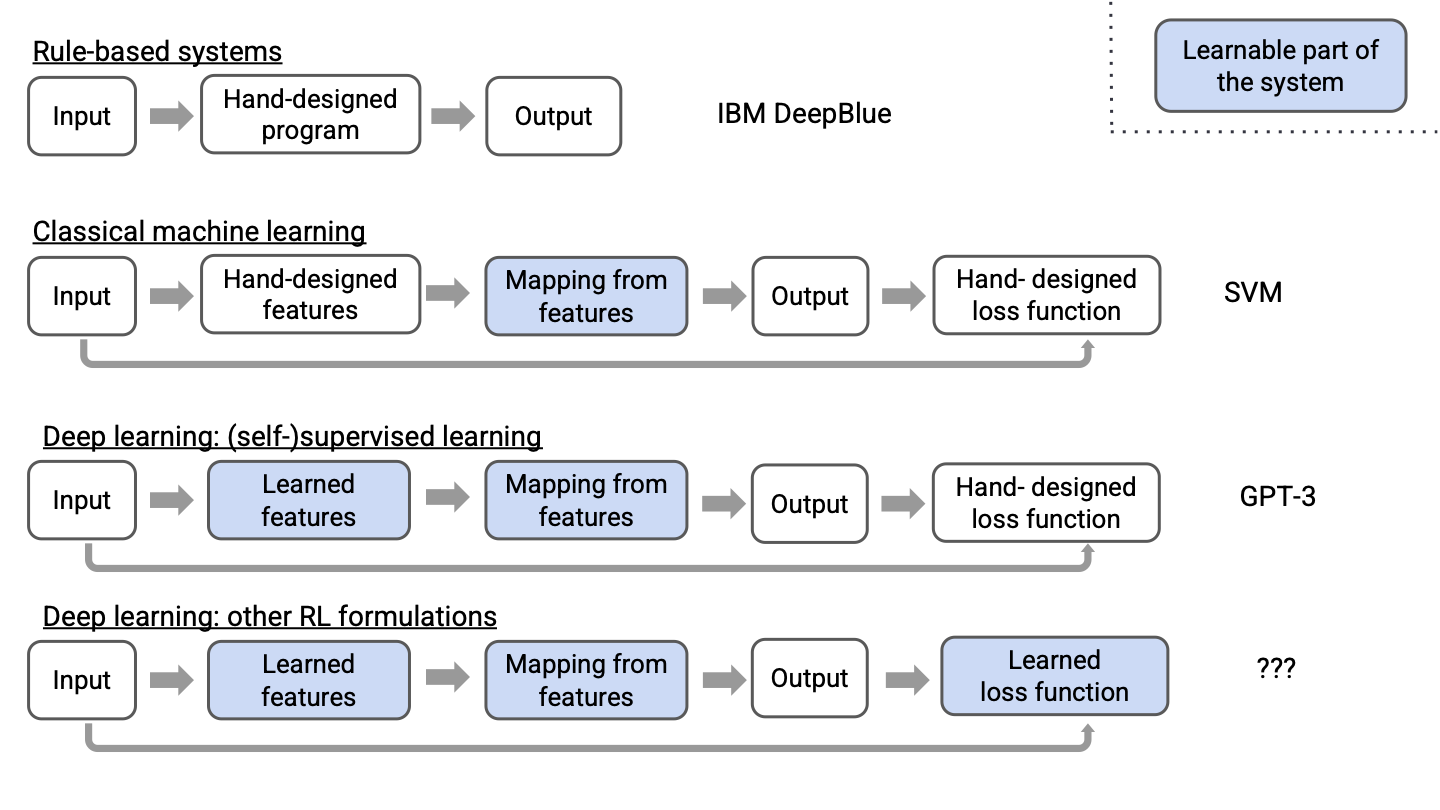 Rule-based systems
Input
Hand-designed
program
Output
IBM DeepBlue
Learnable part of
the system
Classical machine learning
Input
Hand-designed
features
Mapping from
features
Output
Hand- designed
loss function
SVM
Deep learning: (self-)supervised learning
Input
Learned
features
Mapping from
features
Output
Hand- designed
loss function
GPT-3
Deep learning: other RL formulations
Input
Learned
features
Mapping from
features
Output
Learned
loss function
???